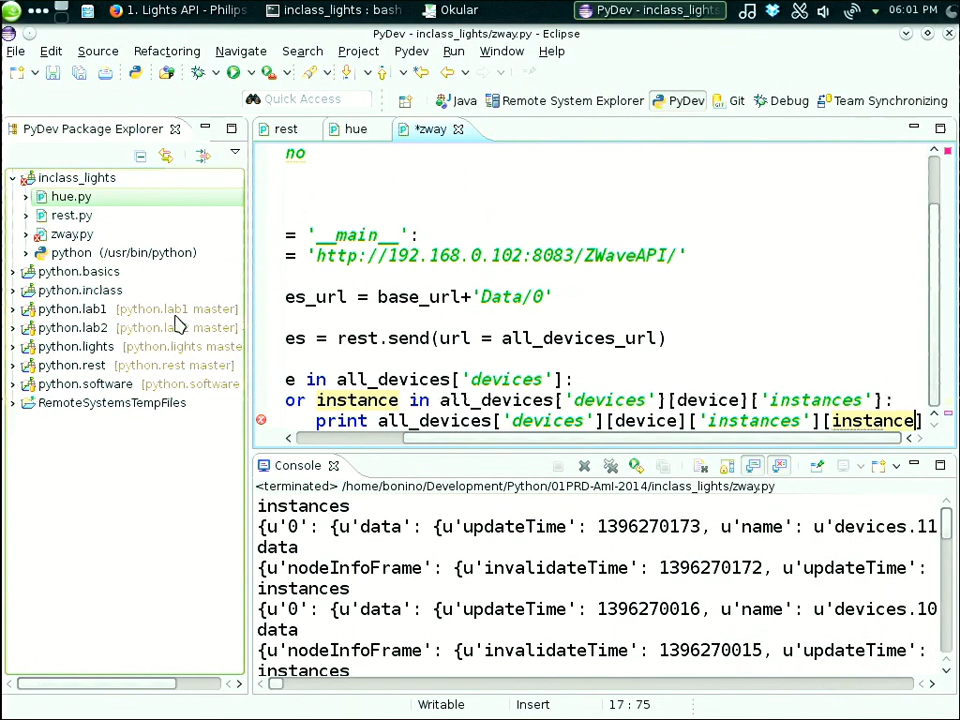 1. Lights API - Philips
inclass_lights : bash
Okular
PyDev - inclass_lights
06:01 PM
PyDev - inclass_lights/zway.py - Eclipse
File Edit Source Refactoring Navigate Search Project Pydev Run Window Help
Quick Access
Java Remote System Explorer PyDev Git Debug Team Synchronizing
PyDev Package Explorer
rest hue *zway
inclass_lights
hue.py
rest.py
zway.py
python (/usr/bin/python)
python.basics
python.inclass
python.lab1 [python.lab1 master]
python.lab2 master]
python.lights [python.lights maste
python.rest [python.rest master]
python.software [python.software
RemoteSystemsTempFiles
no
= '__main__':
= 'http://192.168.0.102:8083/ZWaveAPI/'
es_url = base_url+'Data/0'
es = rest.send(url = all_devices_url)
e in all_devices['devices']:
or instance in all_devices['devices'][device]['instances']:
print all_devices['devices'][device]['instances'][instance]
Console
<terminated> /home/bonino/Development/Python/01PRD-AmI-2014/inclass_lights/zway.py
instances
{u'0': {u'data': {u'updateTime': 1396270173, u'name': u'devices.11
data
{u'nodeInfoFrame': {u'invalidateTime': 1396270172, u'updateTime':
instances
{u'0': {u'data': {u'updateTime': 1396270016, u'name': u'devices.10
data
{u'nodeInfoFrame': {u'invalidateTime': 1396270015, u'updateTime':
instances
Writable Insert 17 : 75